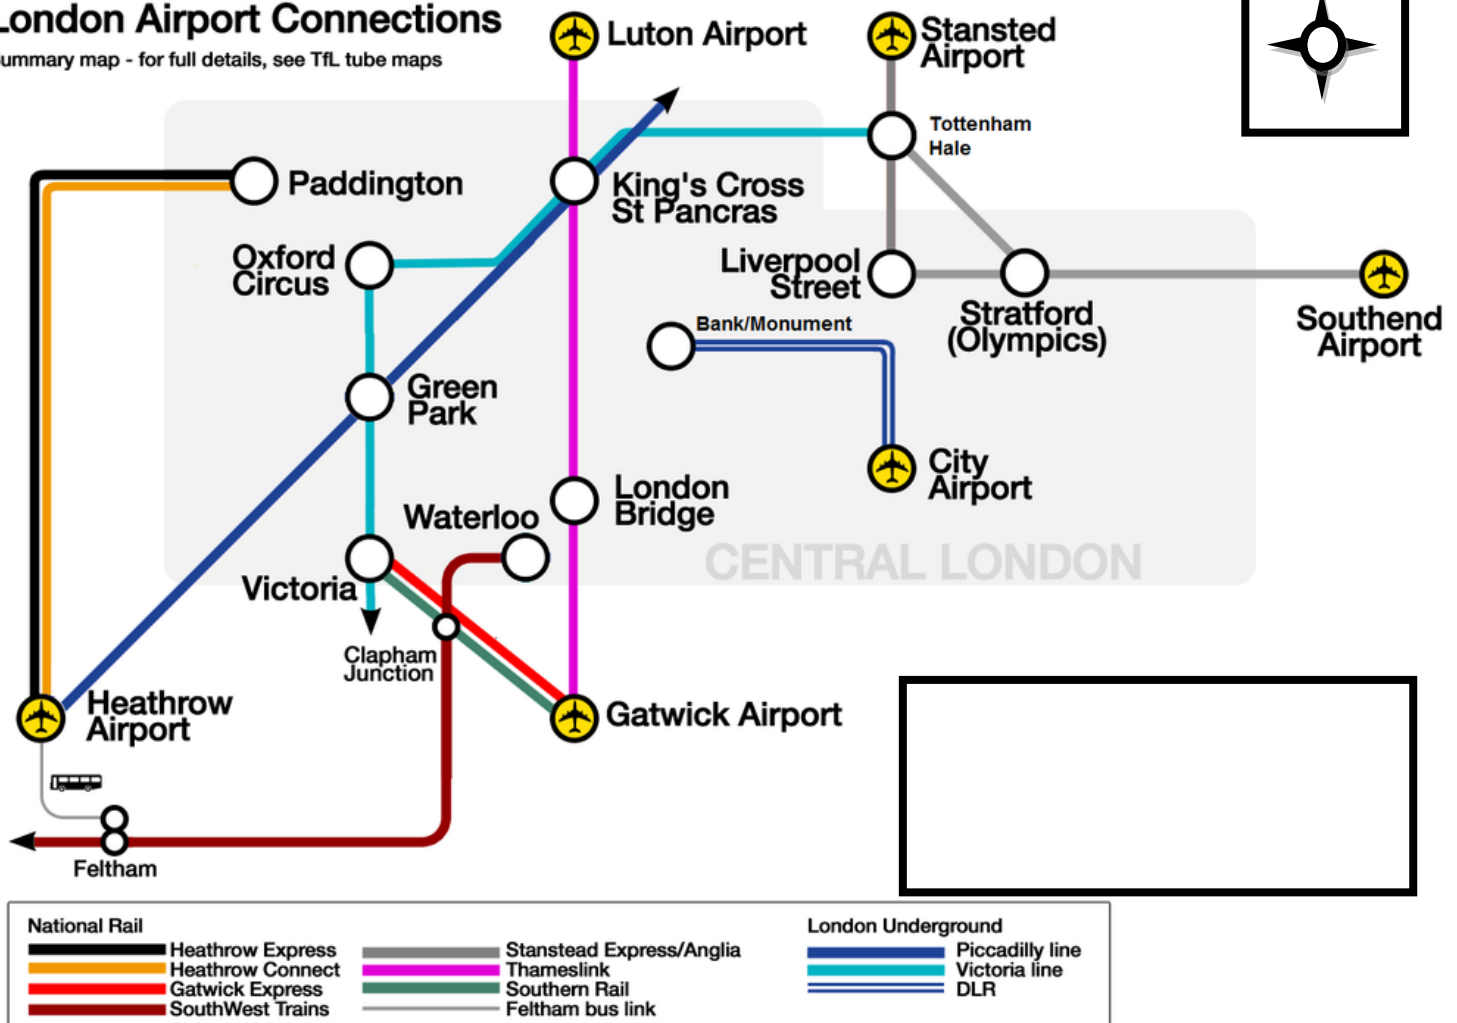 London Airport Connections
Summary map - for full details, see TfL tube maps
Luton Airport
Stansted
Airport
Tottenham
Hale
Paddington
King's Cross
St Pancras
Oxford
Circus
Liverpool
Street
Stratford
(Olympics)
Southend
Airport
Bank/Monument
Green
Park
City
Airport
London
Bridge
Waterloo
CENTRAL LONDON
Victoria
Clapham
Junction
Heathrow
Airport
Gatwick Airport
Feltham
National Rail
Heathrow Express
Heathrow Connect
Gatwick Express
SouthWest Trains
Stanstead Express/Anglia
Thameslink
Southern Rail
Feltham bus link
London Underground
Piccadilly line
Victoria line
DLR